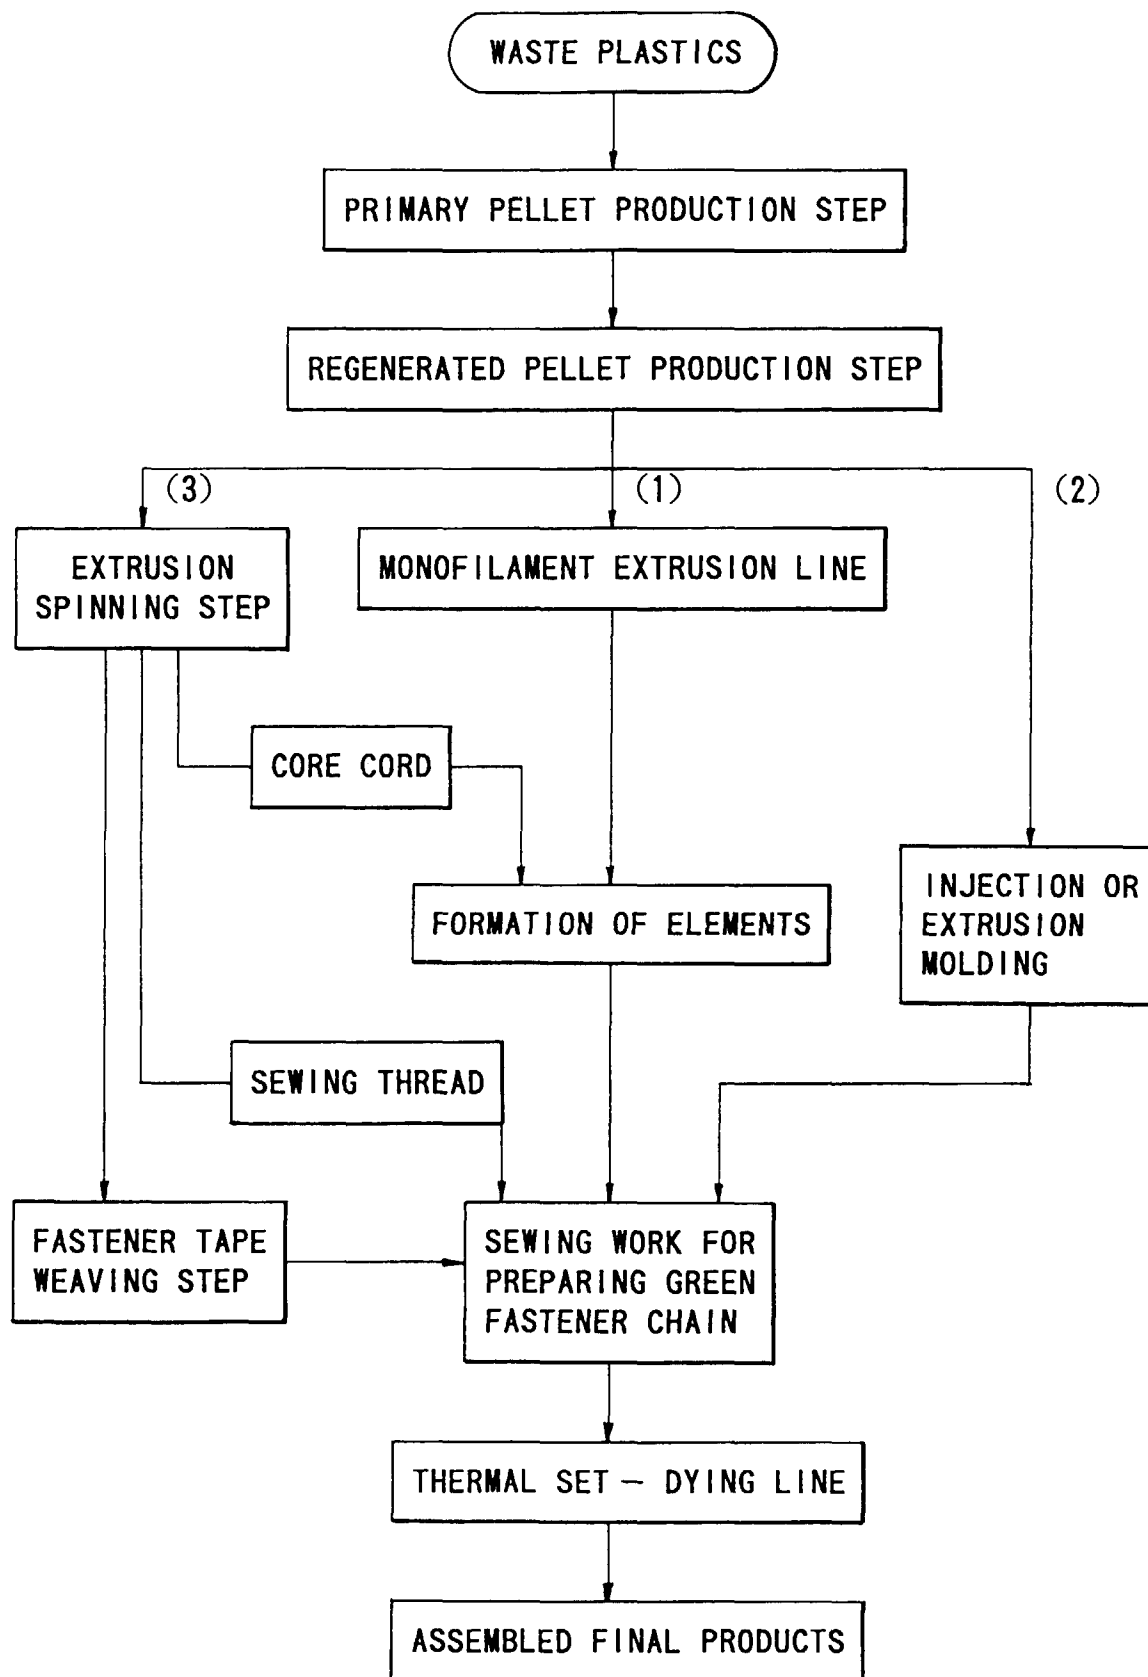 WASTE PLASTICS
PRIMARY PELLET PRODUCTION STEP
REGENERATED PELLET PRODUCTION STEP
(3)
(1)
(2)
EXTRUSION
SPINNING STEP
MONOFILAMENT EXTRUSION LINE
CORE CORD
FORMATION OF ELEMENTS
INJECTION OR
EXTRUSION
MOLDING
SEWING THREAD
FASTENER TAPE
WEAVING STEP
SEWING WORK FOR
PREPARING GREEN
FASTENER CHAIN
THERMAL SET – DYING LINE
ASSEMBLED FINAL PRODUCTS